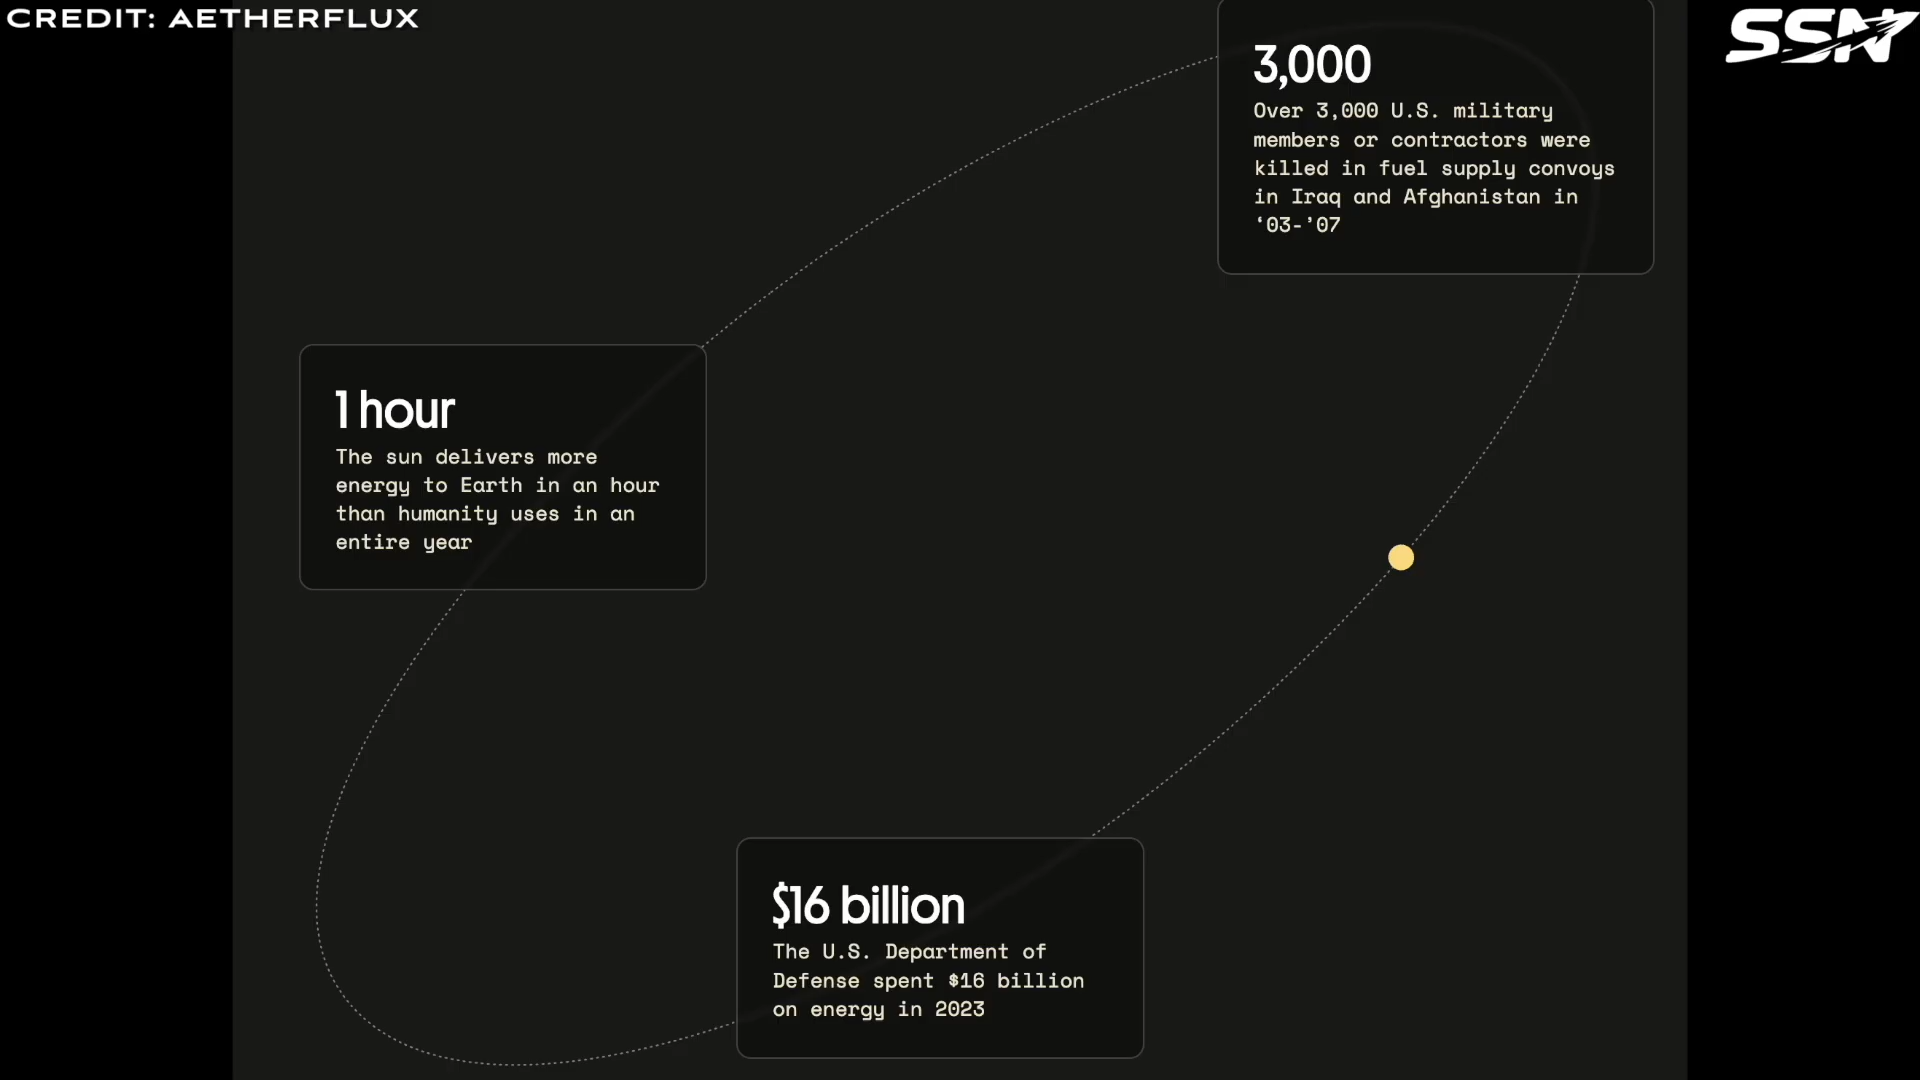 CREDIT: AETHERFLUX
SSN
3,000
Over 3,000 U.S. military
members or contractors were
killed in fuel supply convoys
in Iraq and Afghanistan in
‘03-’07
1 hour
The sun delivers more
energy to Earth in an hour
than humanity uses in an
entire year
$16 billion
The U.S. Department of
Defense spent $16 billion
on energy in 2023